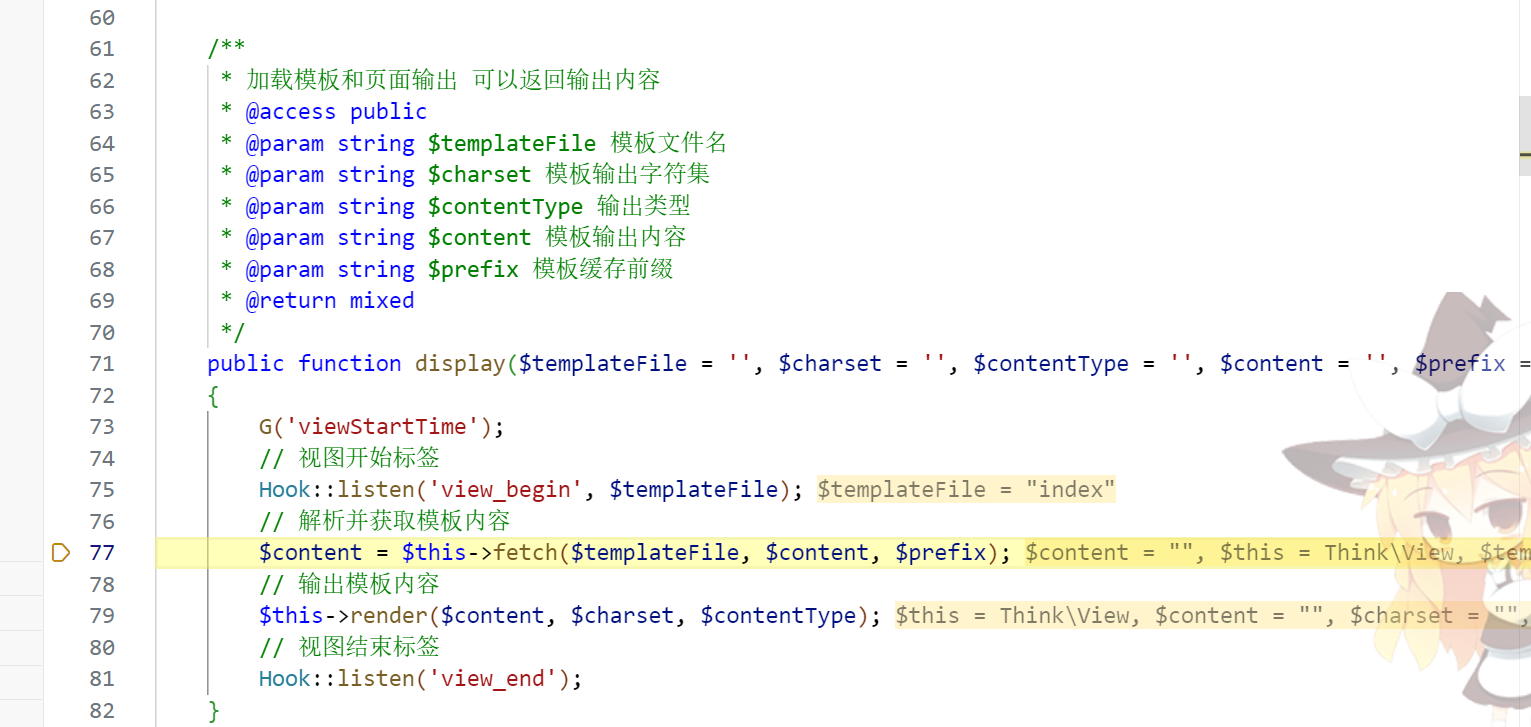 60
61 /**
62 * 加载模板和页面输出 可以返回输出内容
63 * @access public
64 * @param string $templateFile 模板文件名
65 * @param string $charset 模板输出字符集
66 * @param string $contentType 输出类型
67 * @param string $content 模板输出内容
68 * @param string $prefix 模板缓存前缀
69 * @return mixed
70 */
71 public function display($templateFile = '', $charset = '', $contentType = '', $content = '', $prefix =
72 {
73 G('viewStartTime');
74 // 视图开始标签
75 Hook::listen('view_begin', $templateFile); $templateFile = "index"
76 // 解析并获取模板内容
77 $content = $this->fetch($templateFile, $content, $prefix); $content = "", $this = Think\View, $tem
78 // 输出模板内容
79 $this->render($content, $charset, $contentType); $this = Think\View, $content = "", $charset = "",
80 // 视图结束标签
81 Hook::listen('view_end');
82 }